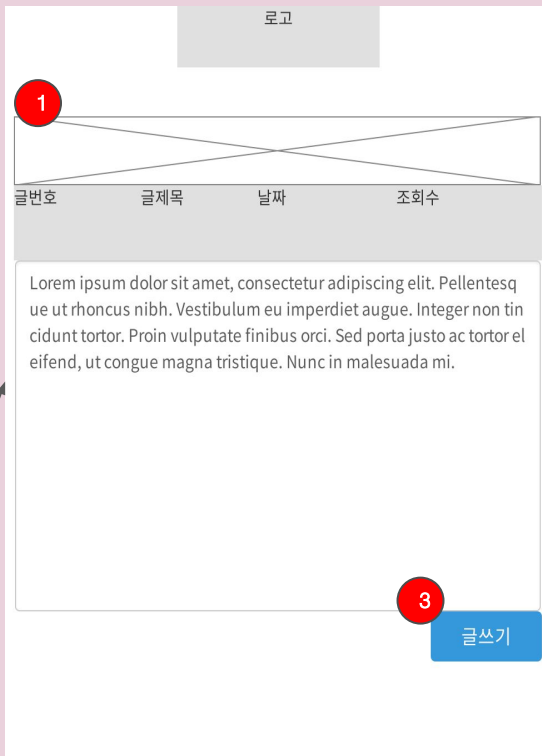 로고
1
글번호 글제목 날짜 조회수
Lorem ipsum dolor sit amet, consectetur adipiscing elit. Pellentesq
ue ut rhoncus nibh. Vestibulum eu imperdiet augue. Integer non tin
cidunt tortor. Proin vulputate finibus orci. Sed porta justo ac tortor el
eifend, ut congue magna tristique. Nunc in malesuada mi.
3
글쓰기